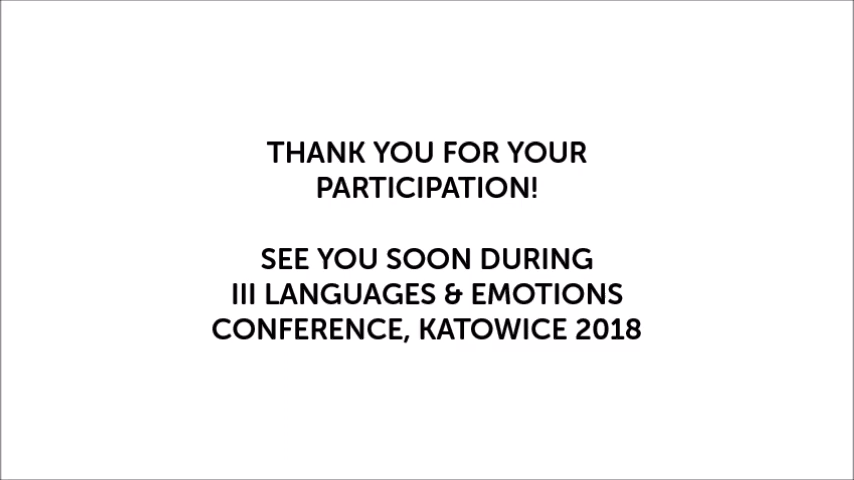 THANK YOU FOR YOUR
PARTICIPATION!
SEE YOU SOON DURING
III LANGUAGES & EMOTIONS
CONFERENCE, KATOWICE 2018